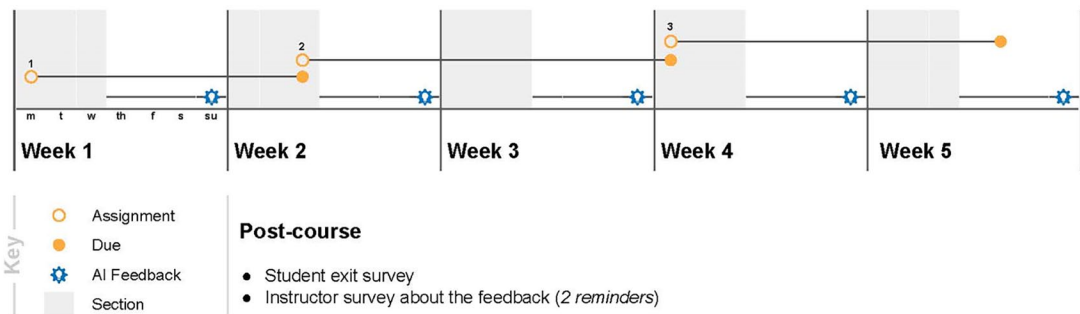 3
2
1
m t w th f s su
Week 1 Week 2 Week 3 Week 4 Week 5
Key
Assignment
Due
AI Feedback
Section
Post-course
● Student exit survey
● Instructor survey about the feedback (2 reminders)